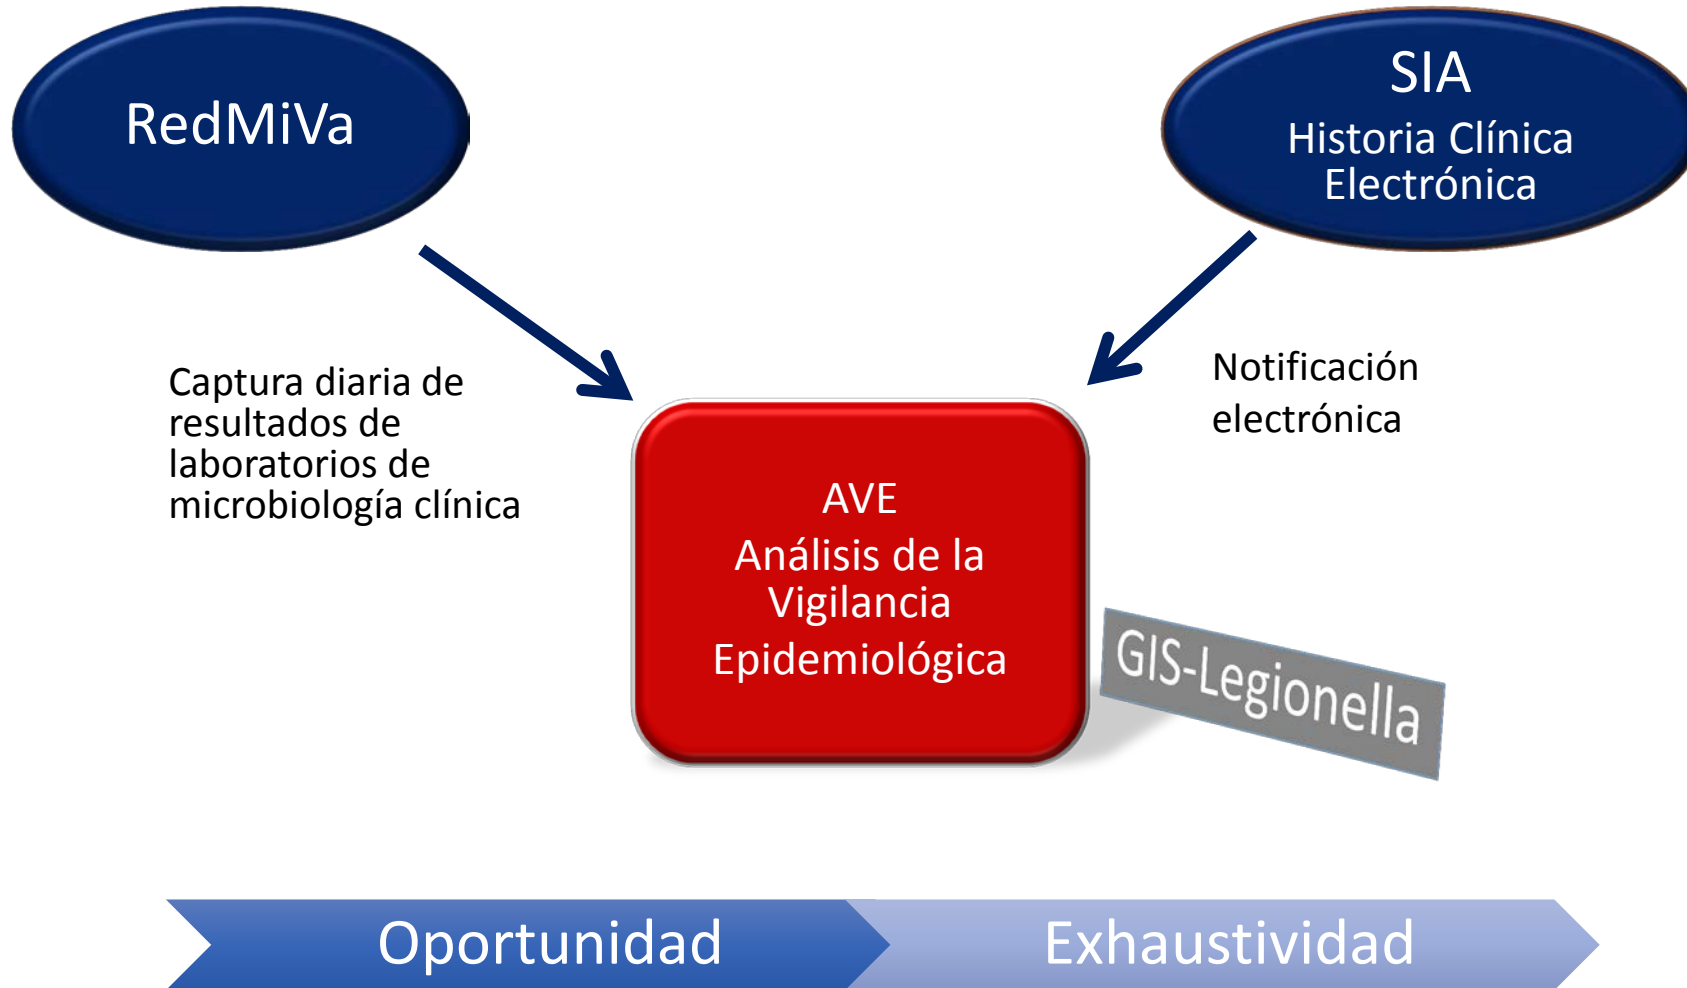 RedMiVa
SIA
Historia Clínica
Electrónica
Captura diaria de
resultados de
laboratorios de
microbiología clínica
Notificación
electrónica
AVE
Análisis de la
Vigilancia
Epidemiológica
GIS-Legionella
Oportunidad
Exhaustividad